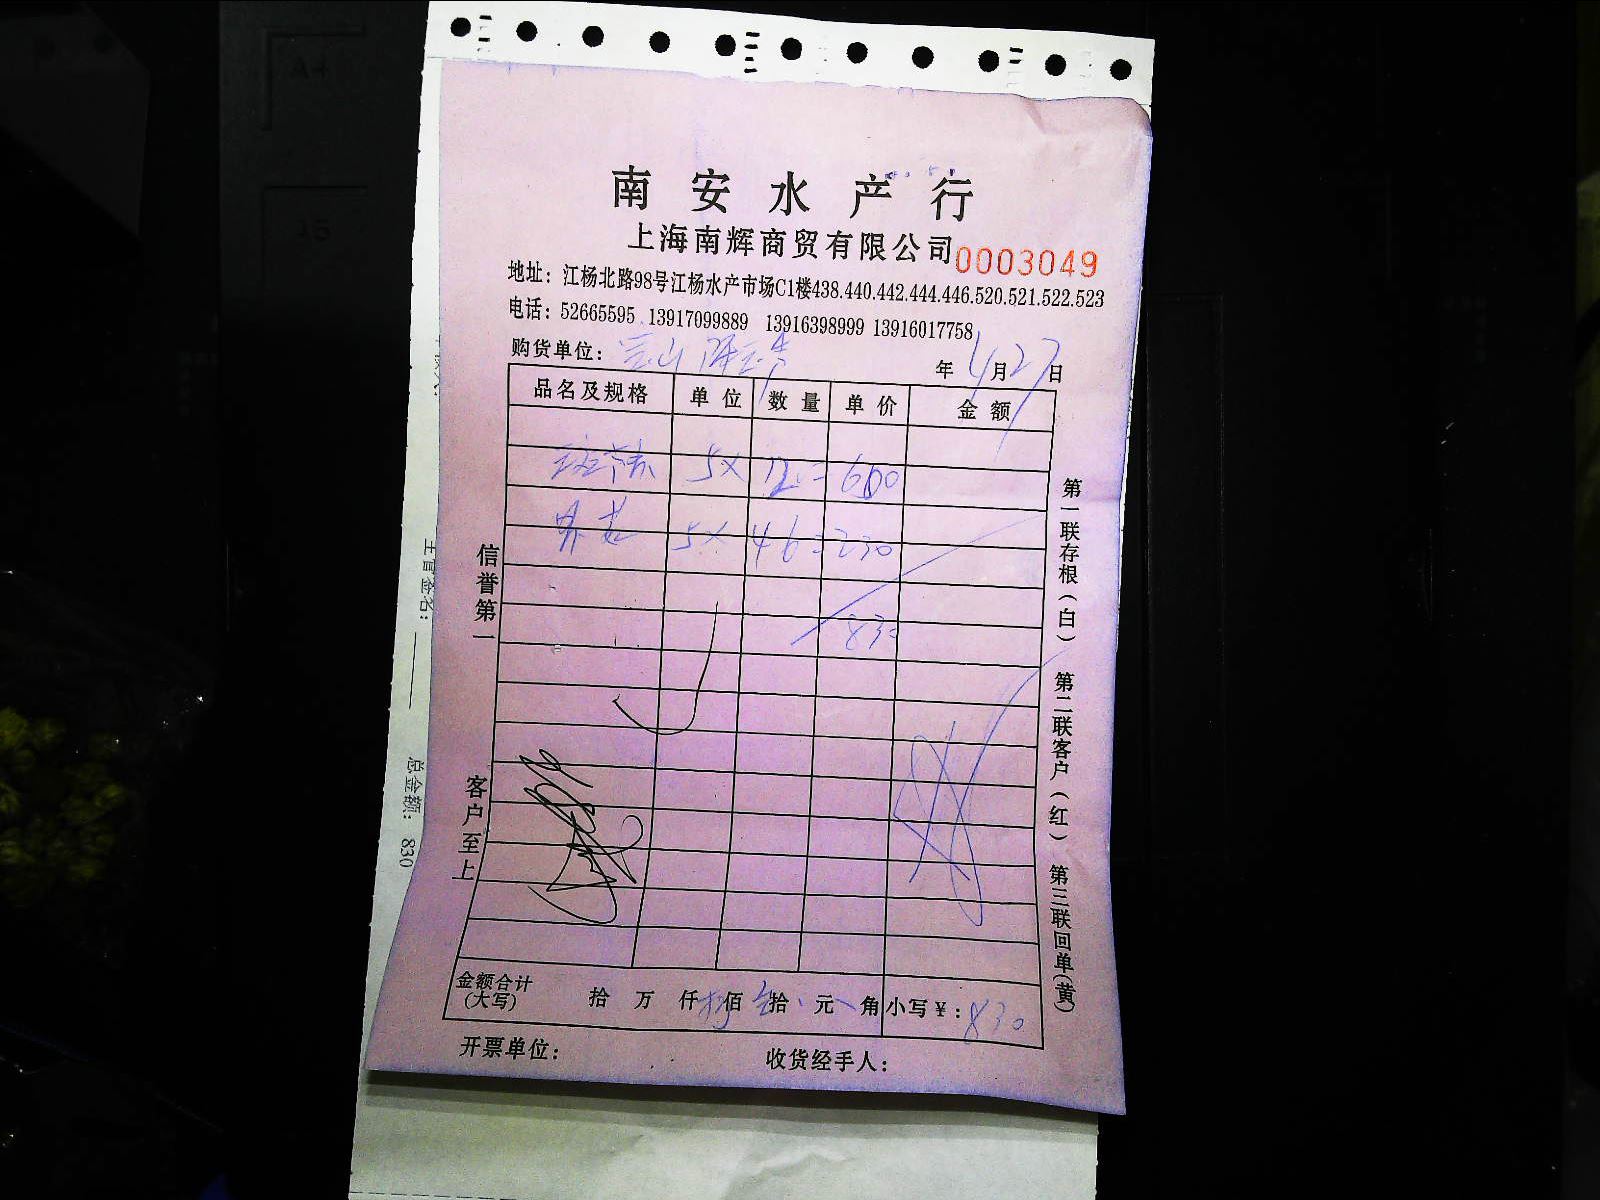 南安水产行
上海南辉商贸有限公司 0003049
地址：江杨北路98号江杨水产市场C1楼438.440.442.444.446.520.521.522.523
电话：52665595 13917099889 13916398999 13916017758
购货单位：
年 4月27日
品名及规格 单位 数量 单价 金额
5× 12=600
5× 46=230
830
信誉第一
客户至上
第一联存根（白） 第二联客户（红） 第三联回单（黄）
金额合计（大写） 拾 万 仟 捌佰 叁拾 元 角 小写¥：830
开票单位： 收货经手人：
主管签名：
总金额：830